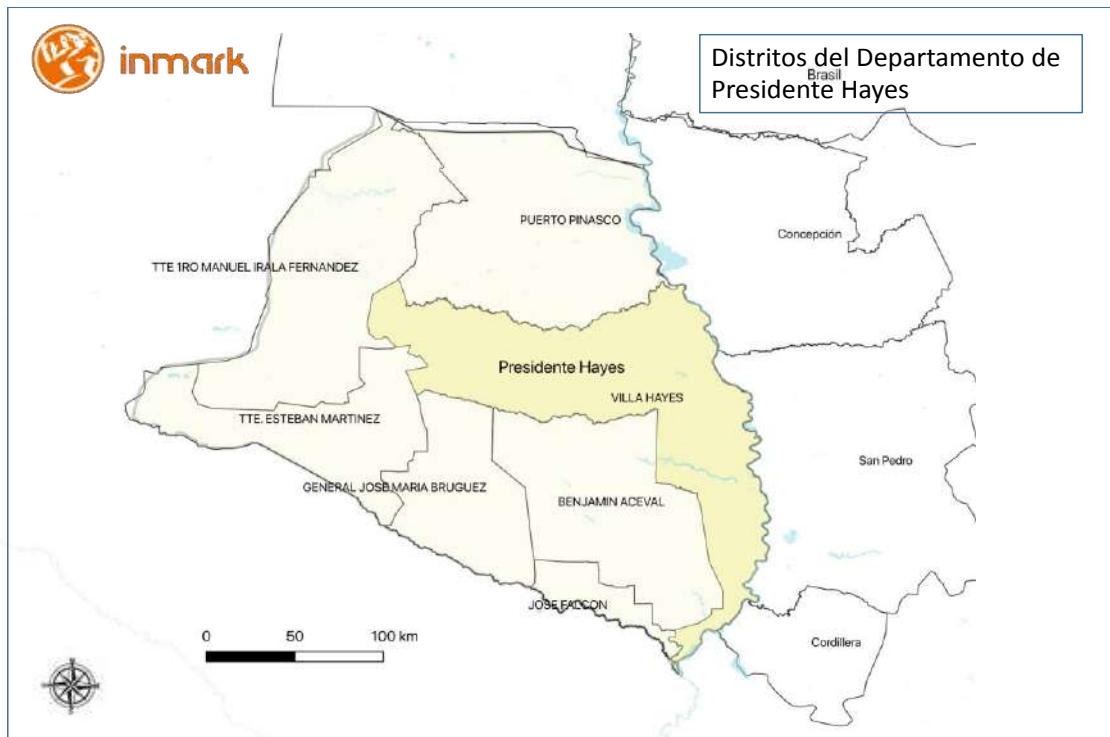 inmark
Distritos del Departamento de
Presidente Hayes
Brasil
PUERTO PINASCO
Concepción
TTE 1RO MANUEL IRALA FERNANDEZ
Presidente Hayes
VILLA HAYES
TTE. ESTEBAN MARTINEZ
San Pedro
GENERAL JOSE MARIA BRUGUEZ
BENJAMIN ACEVAL
JOSE FALCON
0 50 100 km
Cordillera